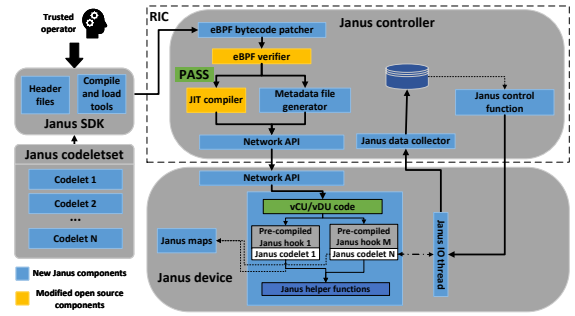 Trusted
operator
RIC
eBPF bytecode patcher
Janus controller
eBPF verifier
PASS
Header
files
Compile
and load
tools
Janus SDK
JIT compiler
Metadata file
generator
Janus control
function
Network API
Janus data collector
Janus codeletset
Codelet 1
Codelet 2
...
Codelet N
Network API
vCU/vDU code
Pre-compiled
Janus hook 1
Janus codelet 1
Pre-compiled
Janus hook M
Janus codelet N
Janus maps
Janus IO thread
Janus device
Janus helper functions
New Janus components
Modified open source
components